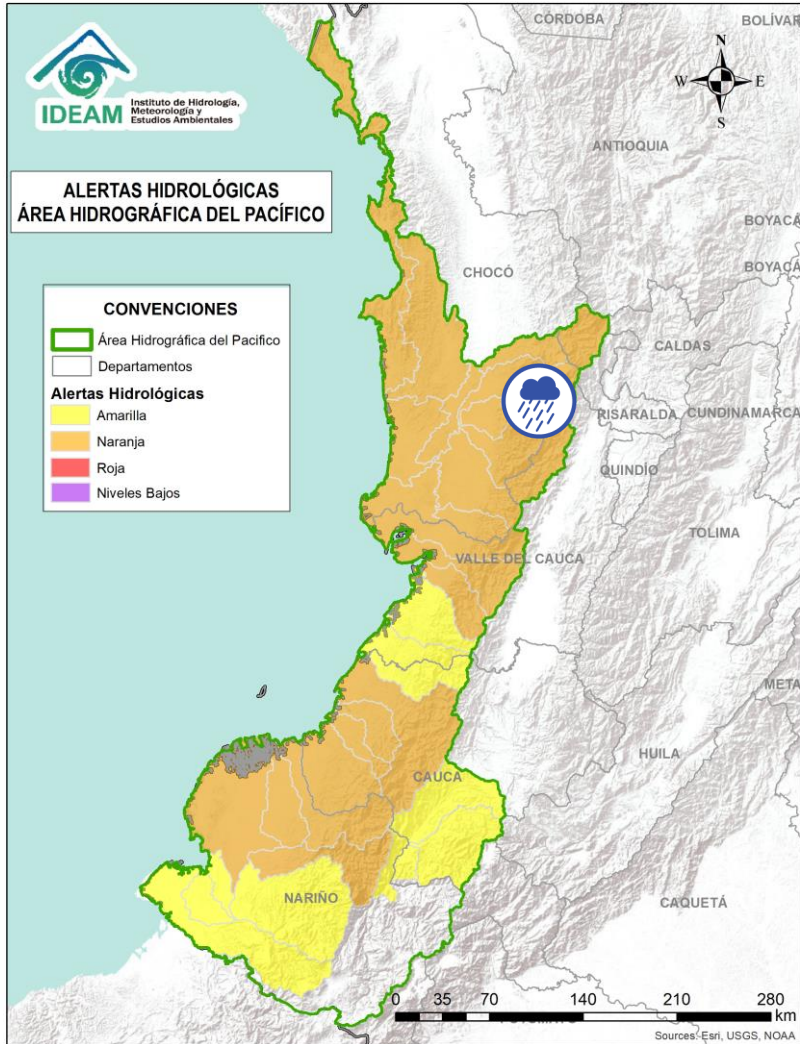 IDEAM
Instituto de Hidrología,
Meteorología y
Estudios Ambientales
ALERTAS HIDROLÓGICAS
ÁREA HIDROGRÁFICA DEL PACÍFICO
CONVENCIONES
Área Hidrográfica del Pacifico
Departamentos
Alertas Hidrológicas
Amarilla
Naranja
Roja
Niveles Bajos
N
W E
S
CÓRDOBA
BOLÍVAR
ANTIOQUIA
BOYACÁ
CHOCÓ
BOYACÁ
CALDAS
RISARALDA
CUNDINAMARCA
QUINDÍO
TOLIMA
VALLE DEL CAUCA
META
HUILA
CAUCA
NARIÑO
CAQUETÁ
0 35 70 140 210 280
km
Sources: Esri, USGS, NOAA